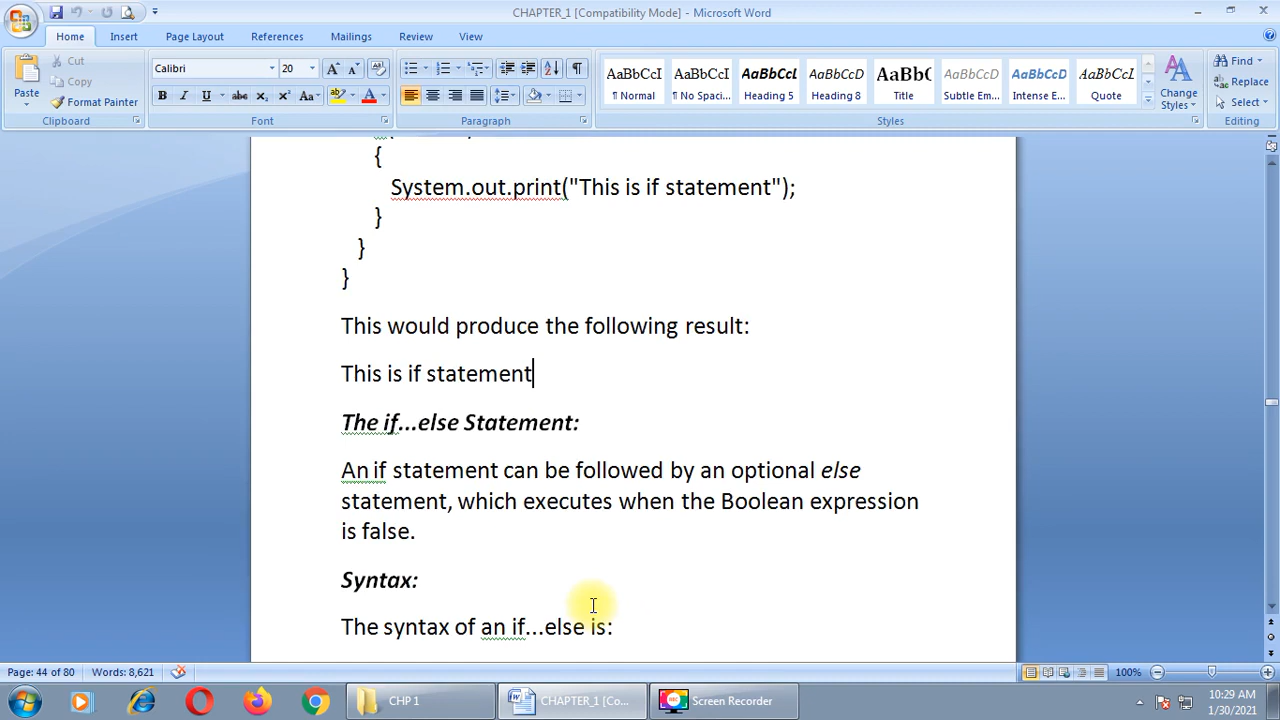 CHAPTER_1 [Compatibility Mode] - Microsoft Word
Home Insert Page Layout References Mailings Review View
Paste
Cut
Copy
Format Painter
Clipboard
Calibri 20
B I U abc x₂ x² Aa
Font
Paragraph
AaBbCcI AaBbCcI AaBbCcL AaBbCcD AaBbC AaBbCcD AaBbCcD AaBbCcL
¶ Normal ¶ No Spaci... Heading 5 Heading 8 Title Subtle Em... Intense E... Quote
Change Styles
Styles
Find
Replace
Select
Editing
{
System.out.print("This is if statement");
}
}
}
This would produce the following result:
This is if statement
The if...else Statement:
An if statement can be followed by an optional else
statement, which executes when the Boolean expression
is false.
Syntax:
The syntax of an if...else is:
Page: 44 of 80 Words: 8,621 100%
CHP 1 CHAPTER_1 [Co... Screen Recorder
10:29 AM
1/30/2021